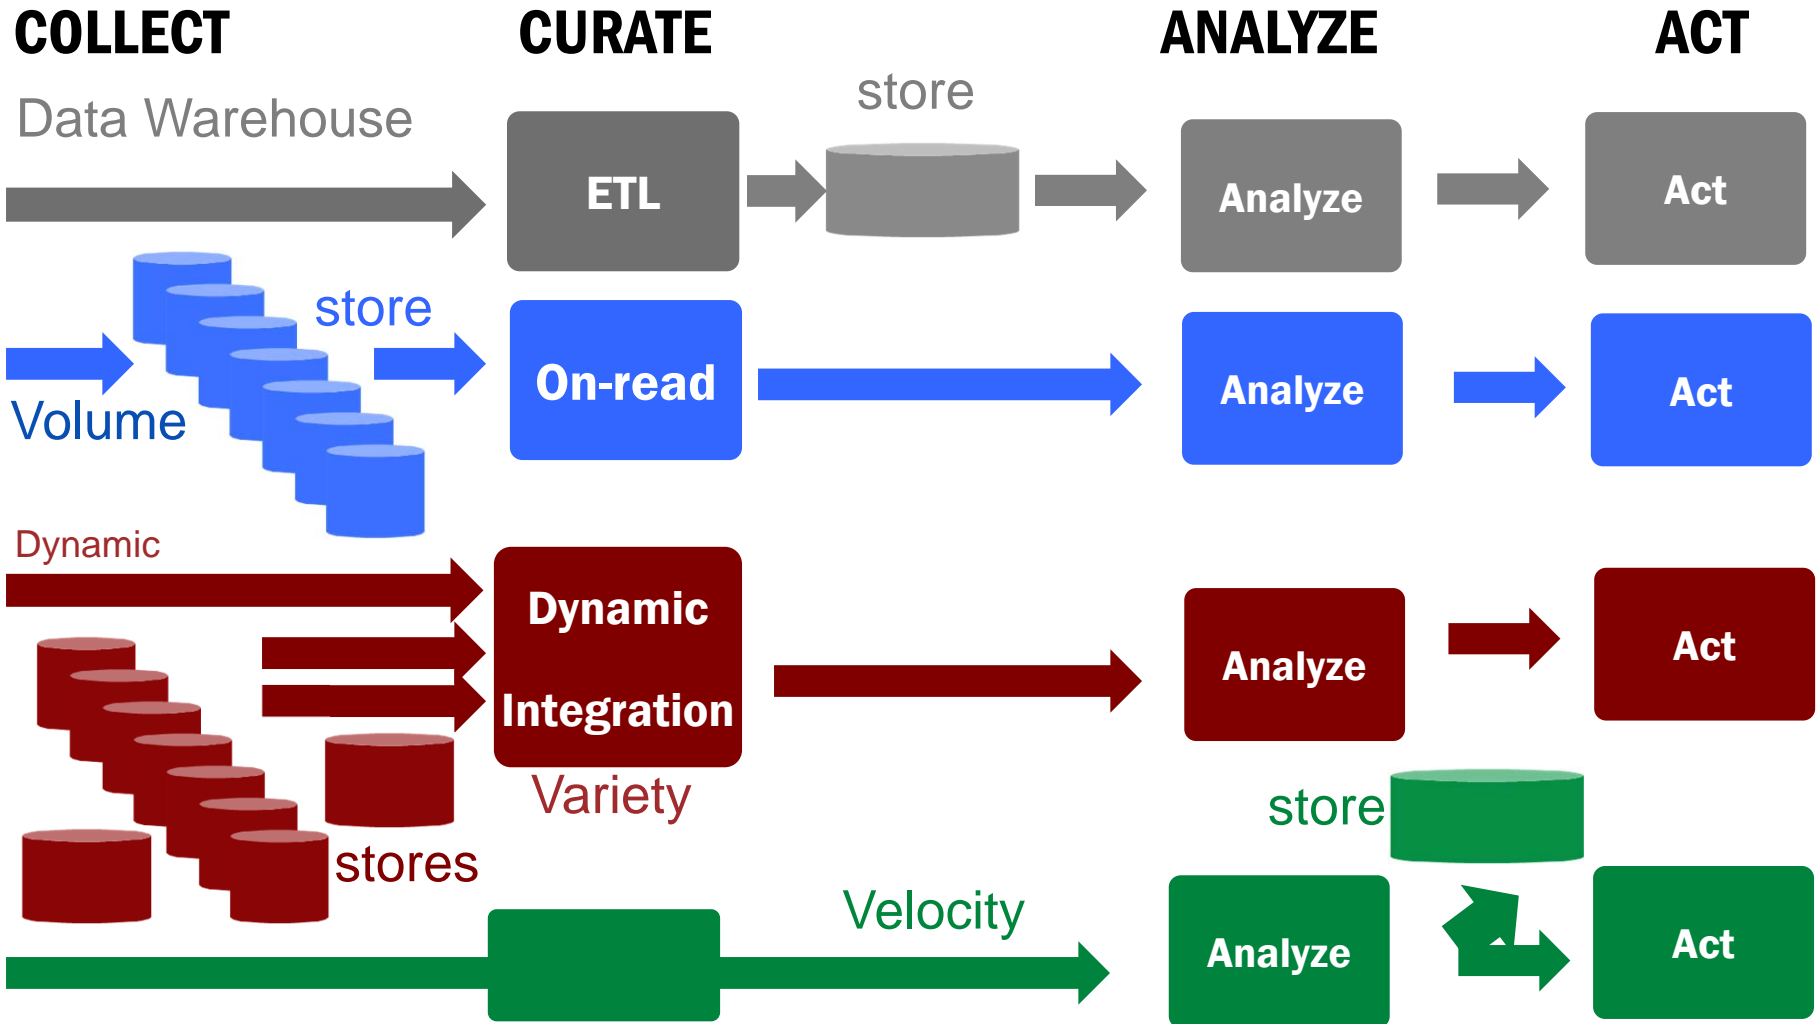 COLLECT CURATE ANALYZE ACT
Data Warehouse
store
ETL
Analyze
Act
store
Volume
On-read
Analyze
Act
Dynamic
Dynamic
Integration
Variety
stores
Analyze
Act
store
Velocity
Analyze
Act